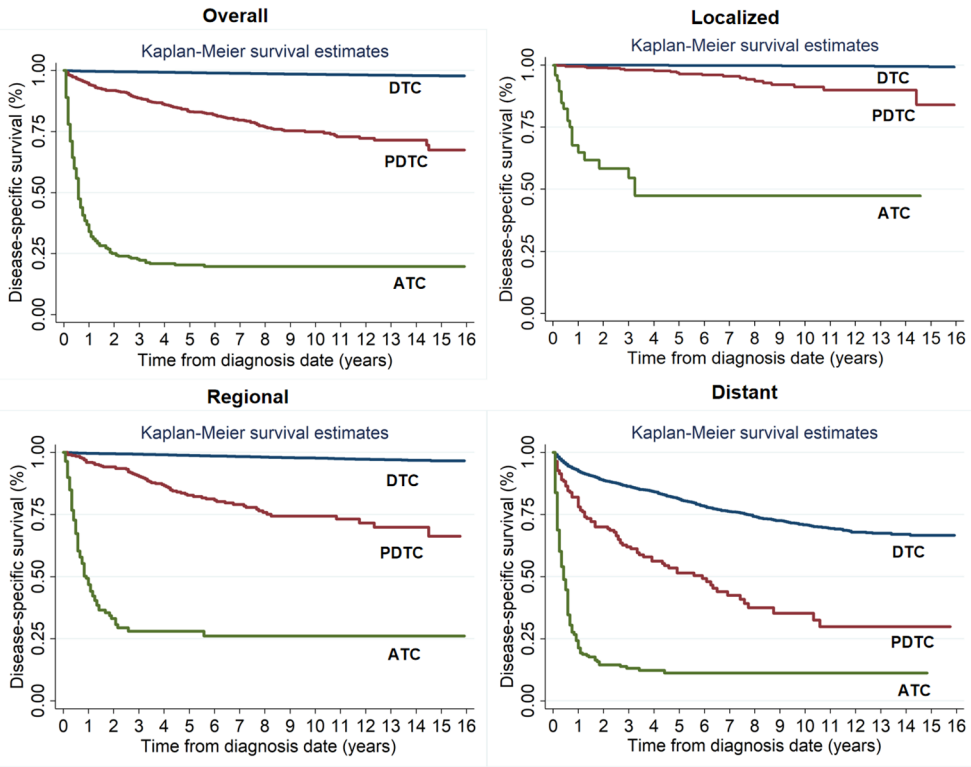 Overall
Kaplan-Meier survival estimates
Disease-specific survival (%)
1.00
0.75
0.50
0.25
0.00
DTC
PDTC
ATC
0 1 2 3 4 5 6 7 8 9 10 11 12 13 14 15 16
Time from diagnosis date (years)
Localized
Kaplan-Meier survival estimates
Disease-specific survival (%)
1.00
0.75
0.50
0.25
0.00
DTC
PDTC
ATC
0 1 2 3 4 5 6 7 8 9 10 11 12 13 14 15 16
Time from diagnosis date (years)
Regional
Kaplan-Meier survival estimates
Disease-specific survival (%)
1.00
0.75
0.50
0.25
0.00
DTC
PDTC
ATC
0 1 2 3 4 5 6 7 8 9 10 11 12 13 14 15 16
Time from diagnosis date (years)
Distant
Kaplan-Meier survival estimates
Disease-specific survival (%)
1.00
0.75
0.50
0.25
0.00
DTC
PDTC
ATC
0 1 2 3 4 5 6 7 8 9 10 11 12 13 14 15 16
Time from diagnosis date (years)